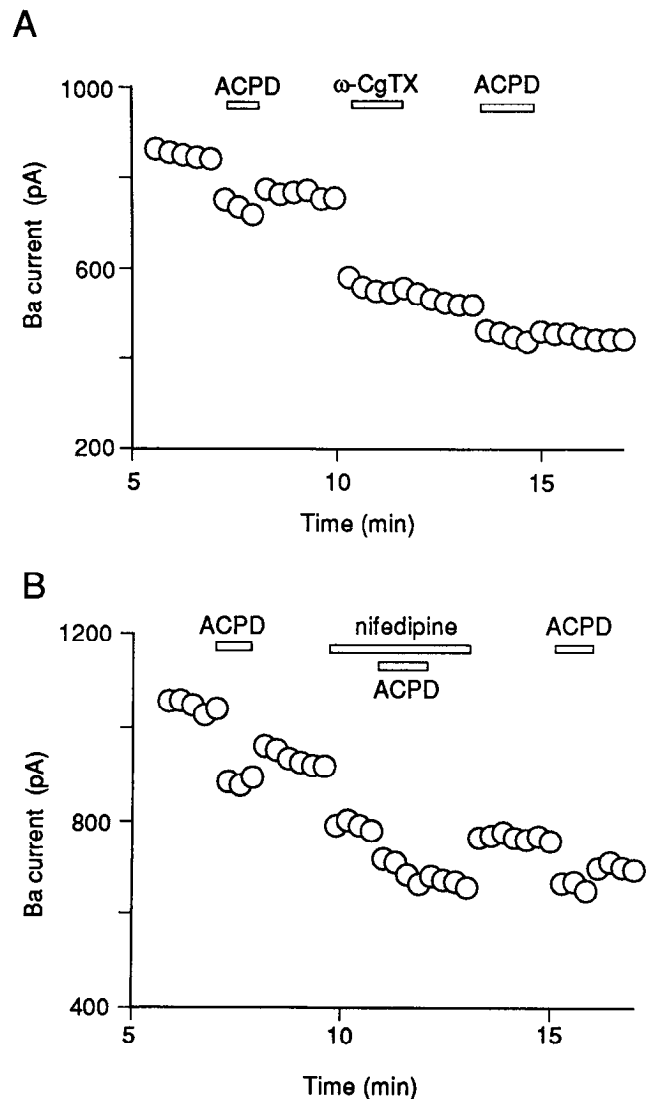 A
ACPD ω-CgTX ACPD
1000
600
200
Ba current (pA)
5 10 15
Time (min)
B
ACPD nifedipine ACPD
ACPD
1200
800
400
Ba current (pA)
5 10 15
Time (min)